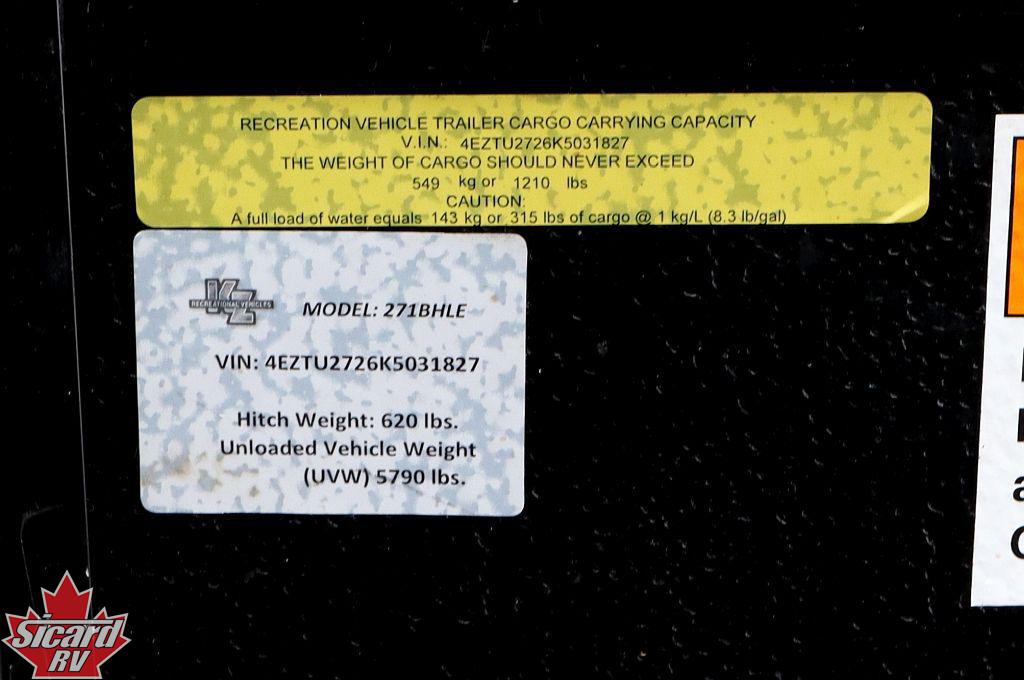 RECREATION VEHICLE TRAILER CARGO CARRYING CAPACITY
V.I.N.: 4EZTU2726K5031827
THE WEIGHT OF CARGO SHOULD NEVER EXCEED
549 kg or 1210 lbs
CAUTION:
A full load of water equals 143 kg or 315 lbs of cargo @ 1 kg/L (8.3 lb/gal)
KZ
RECREATIONAL VEHICLES
MODEL: 271BHLE
VIN: 4EZTU2726K5031827
Hitch Weight: 620 lbs.
Unloaded Vehicle Weight
(UVW) 5790 lbs.
Sicard
RV